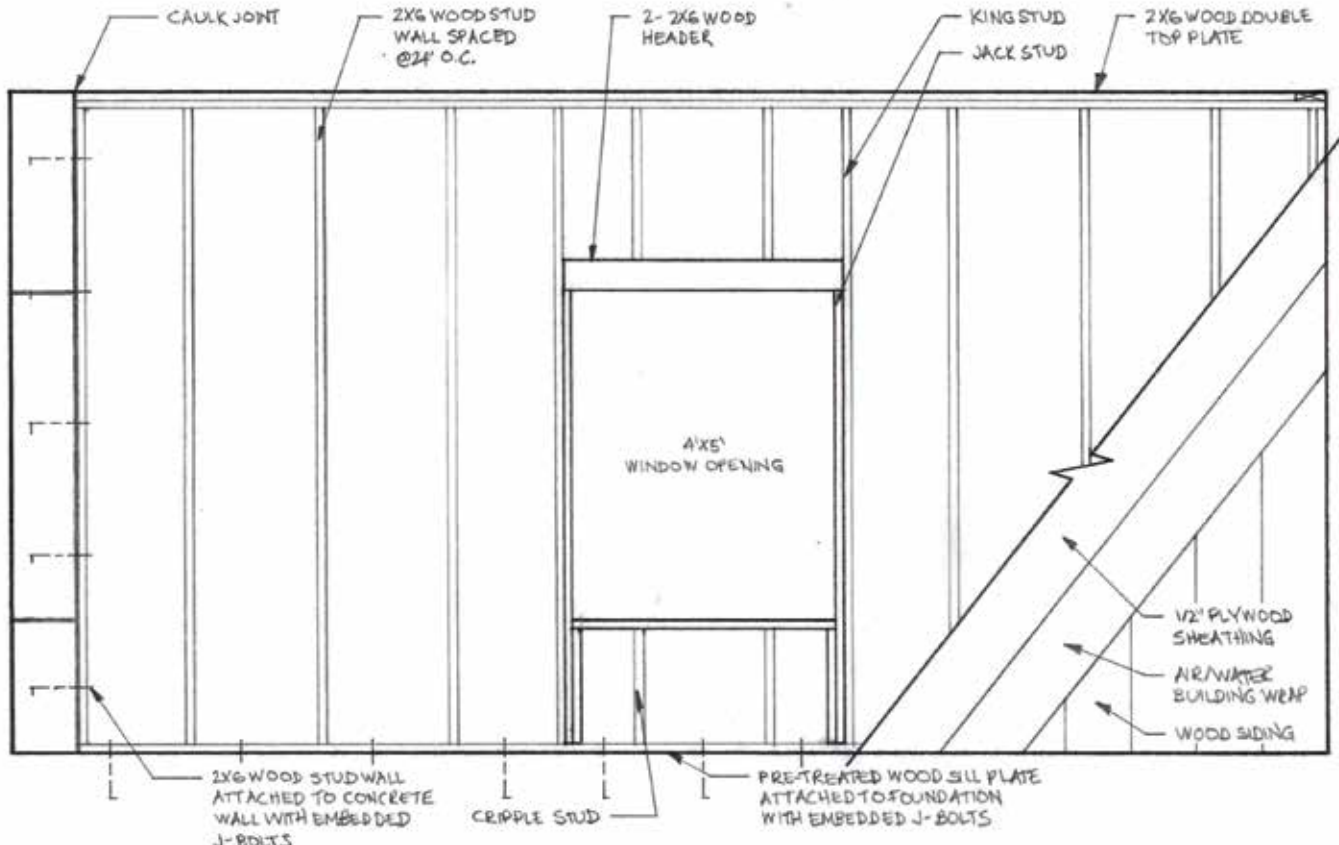 CAULK JOINT
2X6 WOOD STUD
WALL SPACED
@24" O.C.
2- 2X6 WOOD
HEADER
KING STUD
JACK STUD
2X6 WOOD DOUBLE
TOP PLATE
4'X5'
WINDOW OPENING
1/2" PLYWOOD
SHEATHING
AIR/WATER
BUILDING WRAP
WOOD SIDING
2X6 WOOD STUD WALL
ATTACHED TO CONCRETE
WALL WITH EMBEDDED
J-BOLTS
CRIPPLE STUD
PRE-TREATED WOOD SILL PLATE
ATTACHED TO FOUNDATION
WITH EMBEDDED J-BOLTS